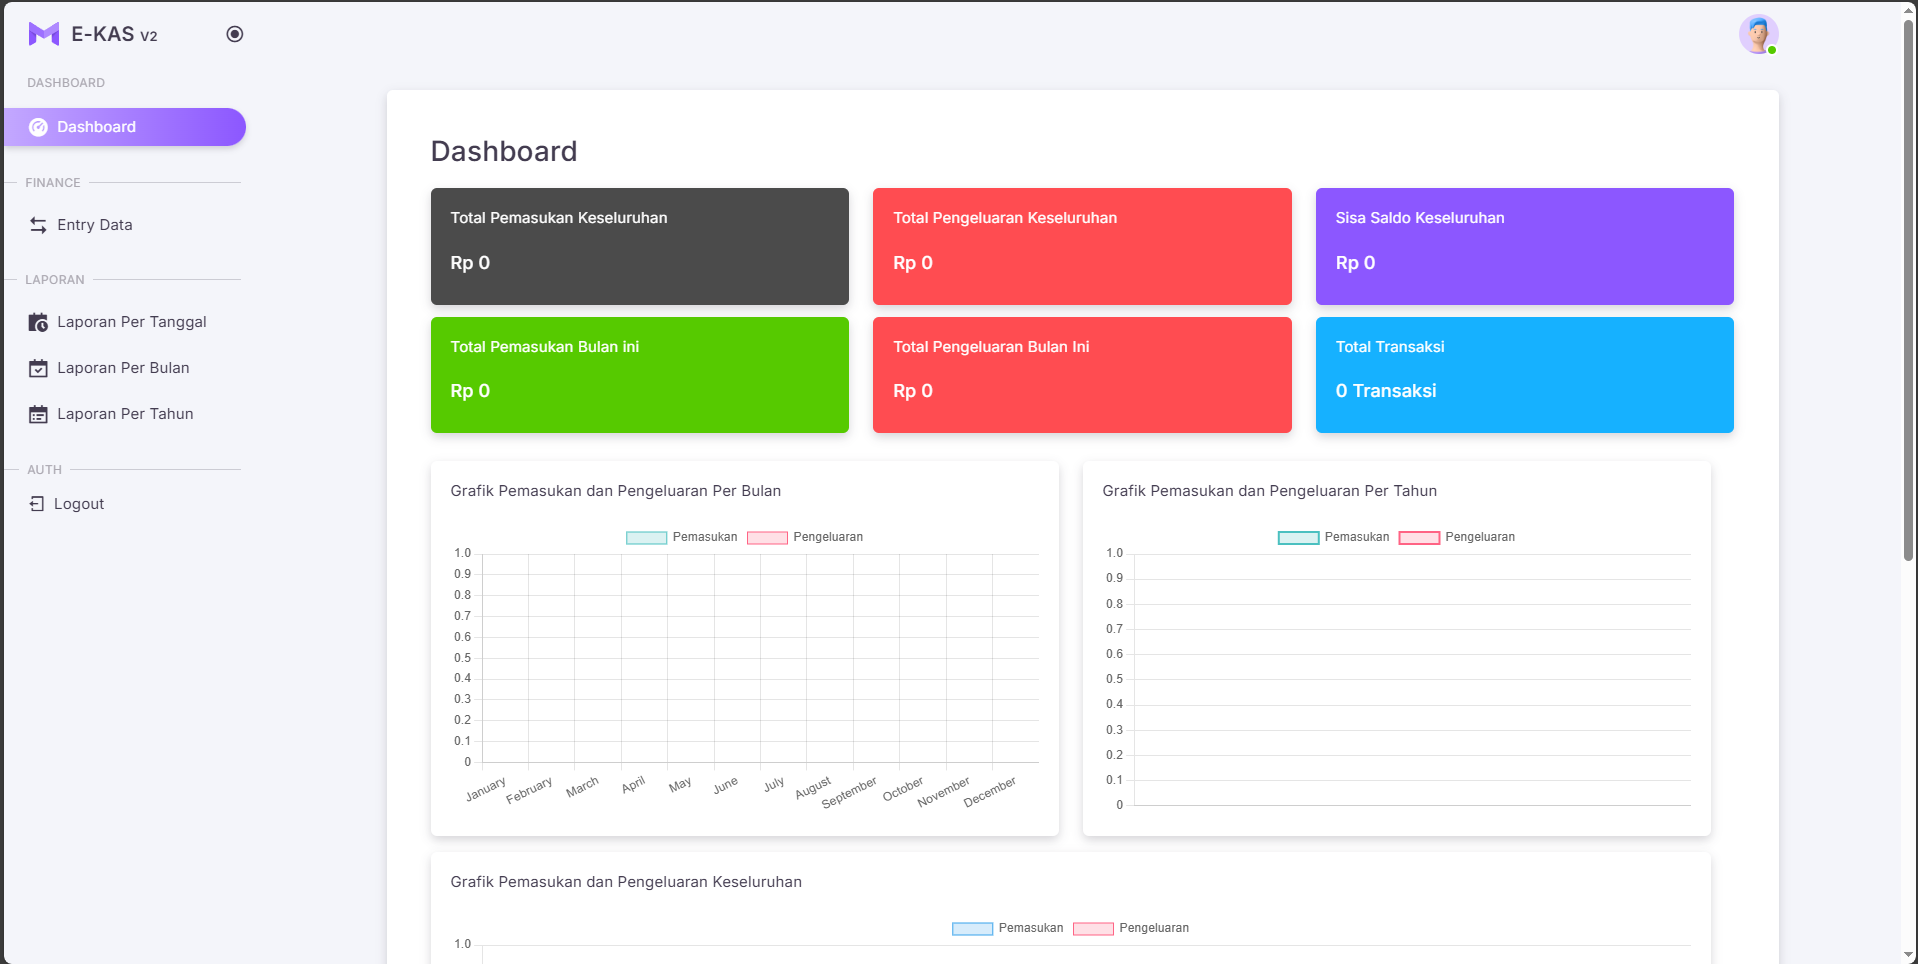 E-KAS V2
DASHBOARD
Dashboard
FINANCE
Entry Data
LAPORAN
Laporan Per Tanggal
Laporan Per Bulan
Laporan Per Tahun
AUTH
Logout
Dashboard
Total Pemasukan Keseluruhan
Rp 0
Total Pengeluaran Keseluruhan
Rp 0
Sisa Saldo Keseluruhan
Rp 0
Total Pemasukan Bulan ini
Rp 0
Total Pengeluaran Bulan Ini
Rp 0
Total Transaksi
0 Transaksi
Grafik Pemasukan dan Pengeluaran Per Bulan
Pemasukan Pengeluaran
1.0
0.9
0.8
0.7
0.6
0.5
0.4
0.3
0.2
0.1
0
January February March April May June July August September October November December
Grafik Pemasukan dan Pengeluaran Per Tahun
Pemasukan Pengeluaran
1.0
0.9
0.8
0.7
0.6
0.5
0.4
0.3
0.2
0.1
0
Grafik Pemasukan dan Pengeluaran Keseluruhan
Pemasukan Pengeluaran
1.0